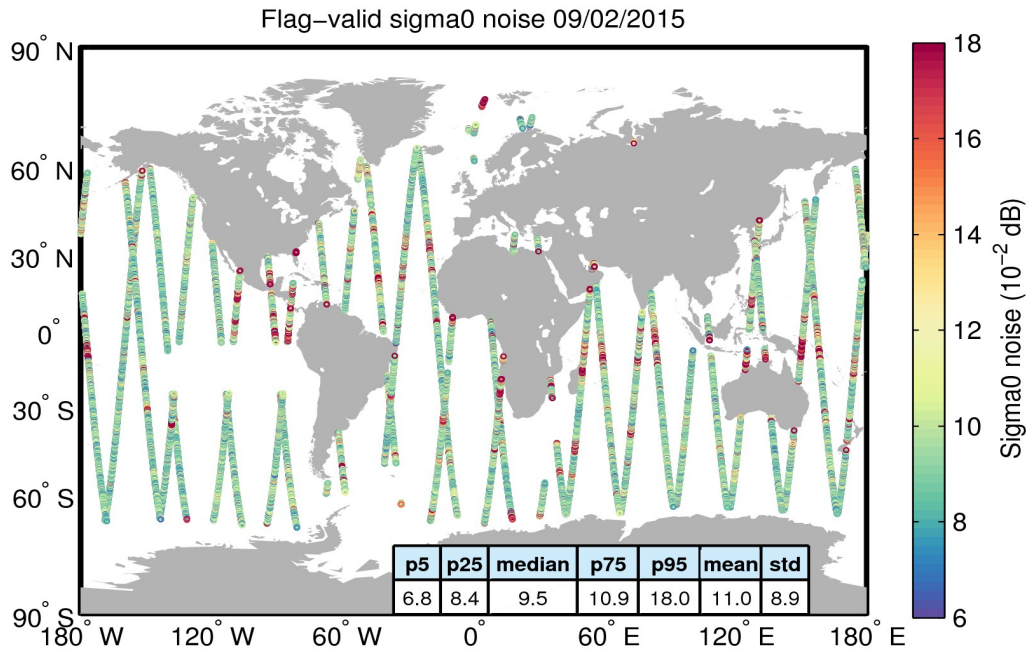 Flag−valid sigma0 noise 09/02/2015
90° N
60° N
30° N
0°
30° S
60° S
90° S
180° W
120° W
60° W
0°
60° E
120° E
180° E
p5 p25 median p75 p95 mean std
6.8 8.4 9.5 10.9 18.0 11.0 8.9
18
16
14
12
10
8
6
Sigma0 noise (10⁻² dB)